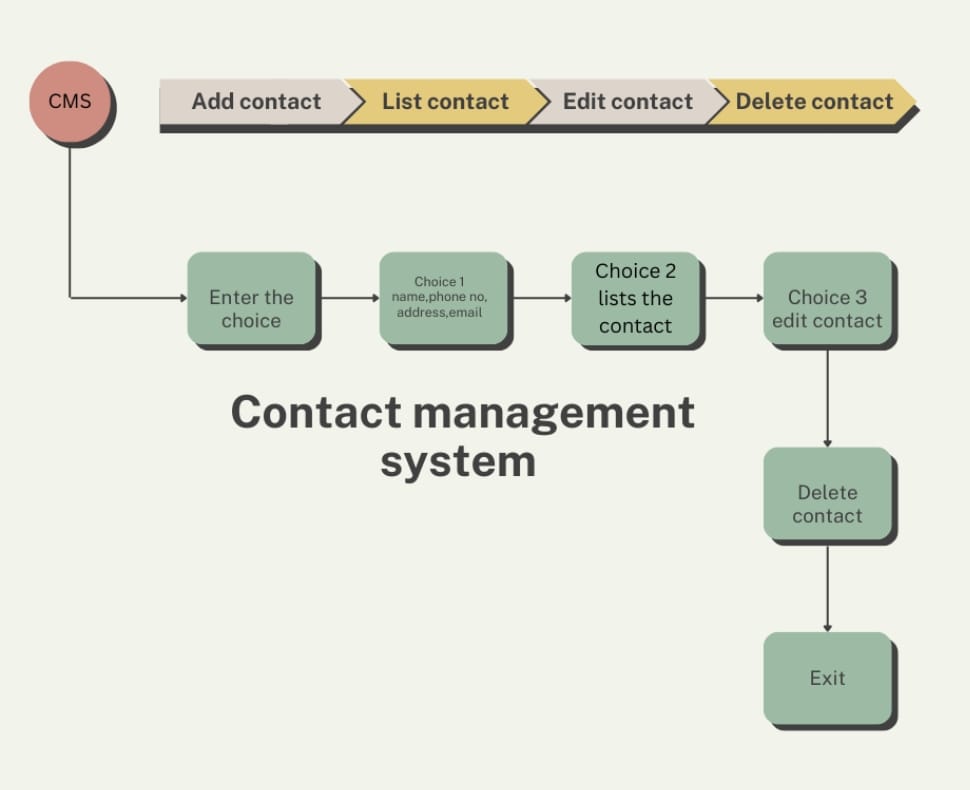 CMS
Add contact
List contact
Edit contact
Delete contact
Enter the
choice
Choice 1
name,phone no,
address,email
Choice 2
lists the
contact
Choice 3
edit contact
Contact management
system
Delete
contact
Exit